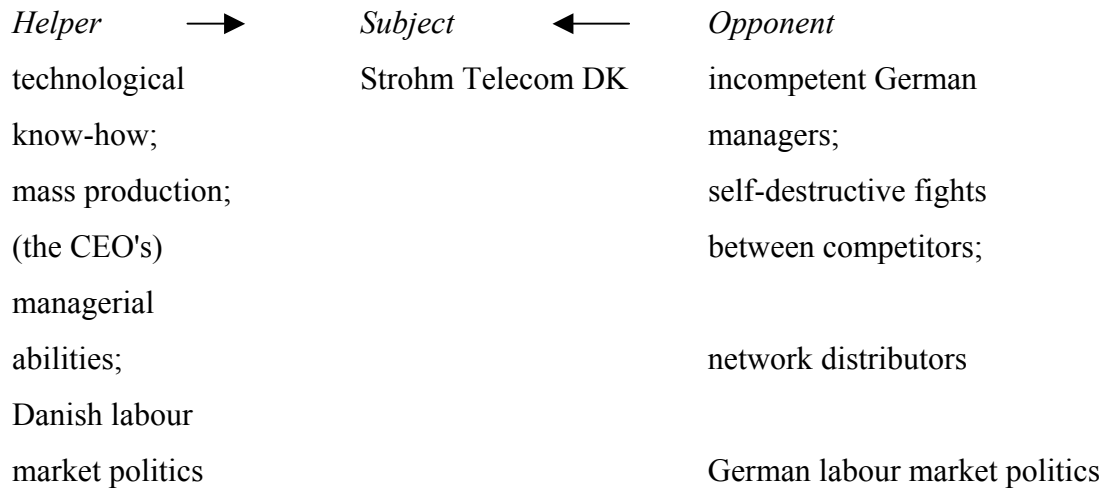 Helper Subject Opponent
technological Strohm Telecom DK incompetent German
know-how; managers;
mass production; self-destructive fights
(the CEO's) between competitors;
managerial
abilities; network distributors
Danish labour
market politics German labour market politics